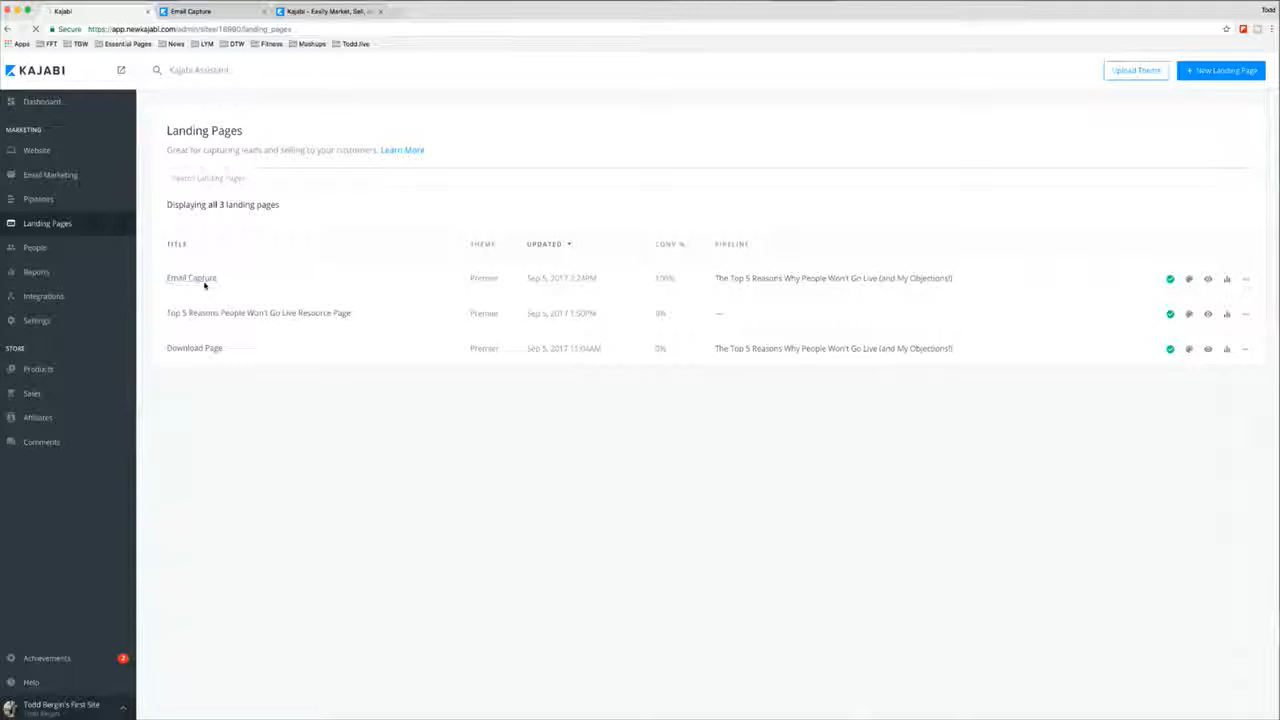 Kajabi
Email Capture
Kajabi - Easily Market, Sell,
Todd
Secure
https://app.newkajabi.com/admin/sites/18980/landing_pages
Apps
FFT
TGW
Essential Pages
News
LYM
DTW
Fitness
Mashups
Todd.live
KAJABI
Kajabi Assistant
Upload Theme
+ New Landing Page
Dashboard
MARKETING
Website
Email Marketing
Pipelines
Landing Pages
People
Reports
Integrations
Settings
STORE
Products
Sales
Affiliates
Comments
Achievements
2
Help
Todd Bergin's First Site
Todd Bergin
Landing Pages
Great for capturing leads and selling to your customers. Learn More
Search Landing Pages
Displaying all 3 landing pages
TITLE THEME UPDATED CONV % PIPELINE
Email Capture Premier Sep 5, 2017 2:24PM 100% The Top 5 Reasons Why People Won't Go Live (and My Objections!)
Top 5 Reasons People Won't Go Live Resource Page Premier Sep 5, 2017 1:50PM 0% —
Download Page Premier Sep 5, 2017 11:04AM 0% The Top 5 Reasons Why People Won't Go Live (and My Objections!)